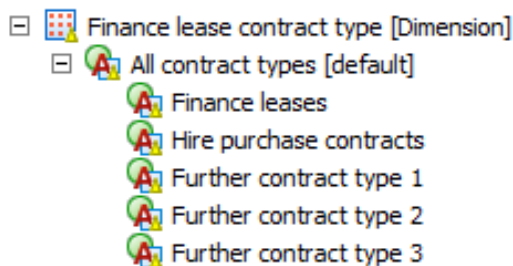 Finance lease contract type [Dimension]
All contract types [default]
Finance leases
Hire purchase contracts
Further contract type 1
Further contract type 2
Further contract type 3